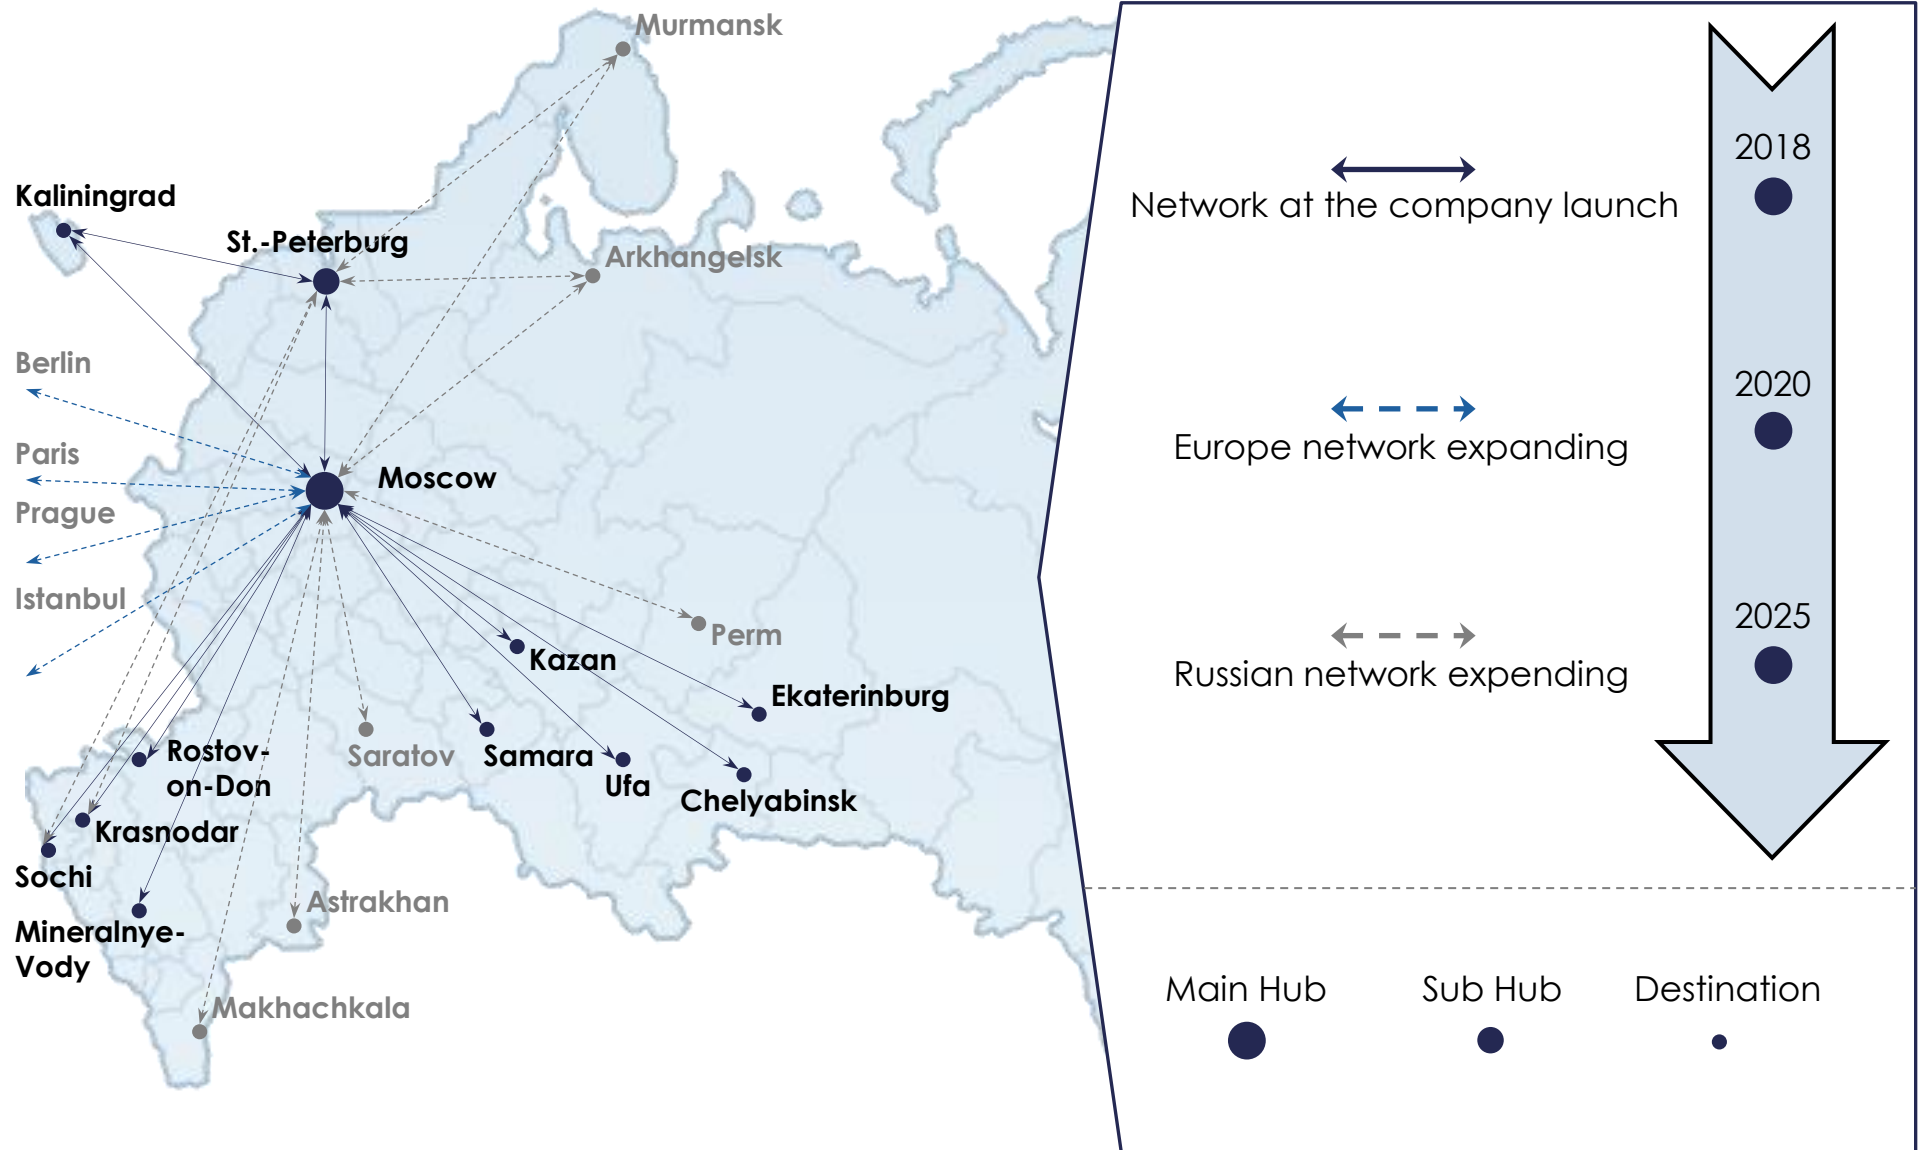 Murmansk
Kaliningrad
St.-Peterburg
Arkhangelsk
Berlin
Paris
Moscow
Prague
Istanbul
Perm
Kazan
Ekaterinburg
Rostov-
on-Don
Saratov
Samara
Ufa
Chelyabinsk
Krasnodar
Sochi
Astrakhan
Mineralnye-
Vody
Makhachkala
2018
Network at the company launch
2020
Europe network expanding
2025
Russian network expending
Main Hub
Sub Hub
Destination